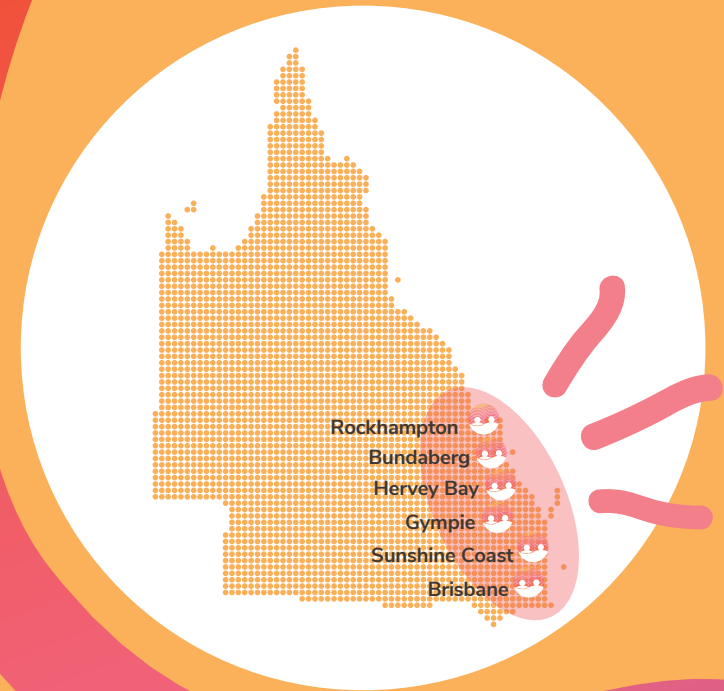 Rockhampton
Bundaberg
Hervey Bay
Gympie
Sunshine Coast
Brisbane